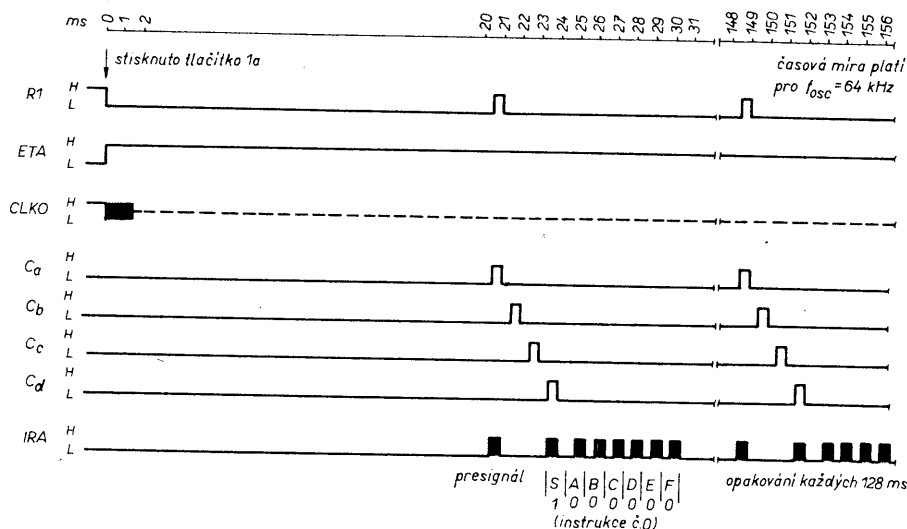 ms 0 1 2 20 21 22 23 24 25 26 27 28 29 30 31 148 149 150 151 152 153 154 155 156
stisknuto tlačítko 1a
časová míra platí
pro fosc = 64 kHz
R1 H
L
ETA H
L
CLKO H
L
Ca H
L
Cb H
L
Cc H
L
Cd H
L
IRA H
L
presignál
S A B C D E F
1 0 0 0 0 0 0
(instrukce č.0)
opakování každých 128 ms